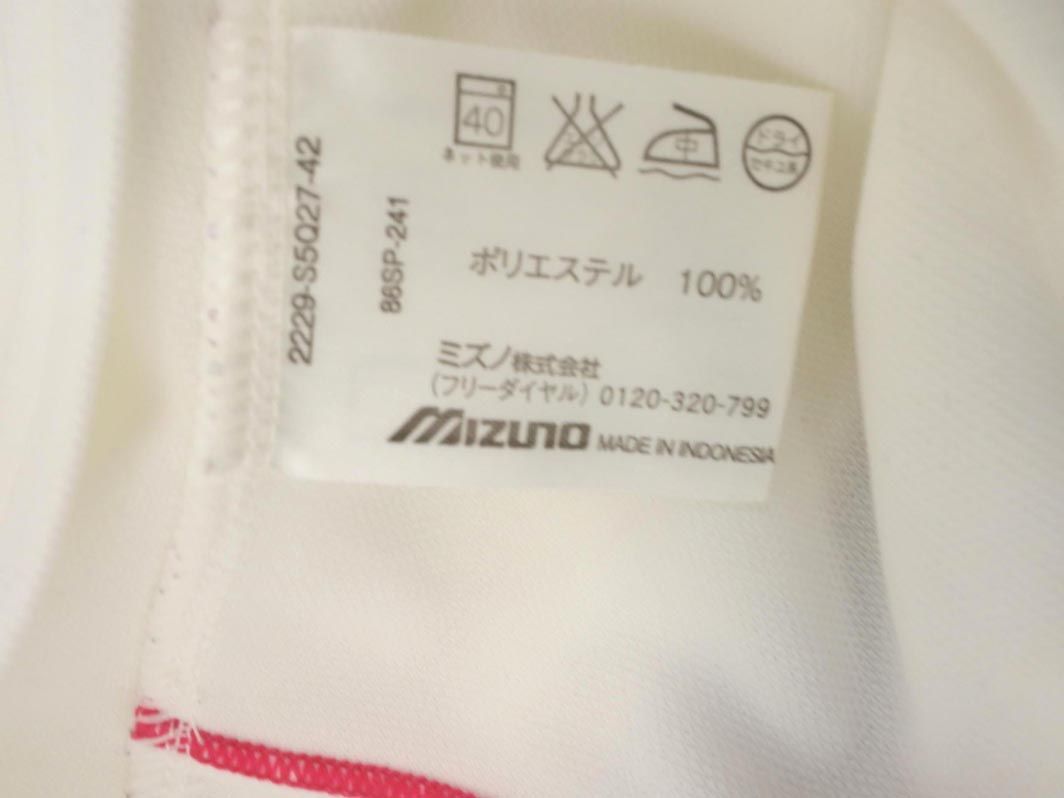 40
ネット使用
中
ドライ
セキユ系
2229-S5Q27-42
86SP-241
ポリエステル 100%
ミズノ株式会社
(フリーダイヤル) 0120-320-799
MIZUNO MADE IN INDONESIA